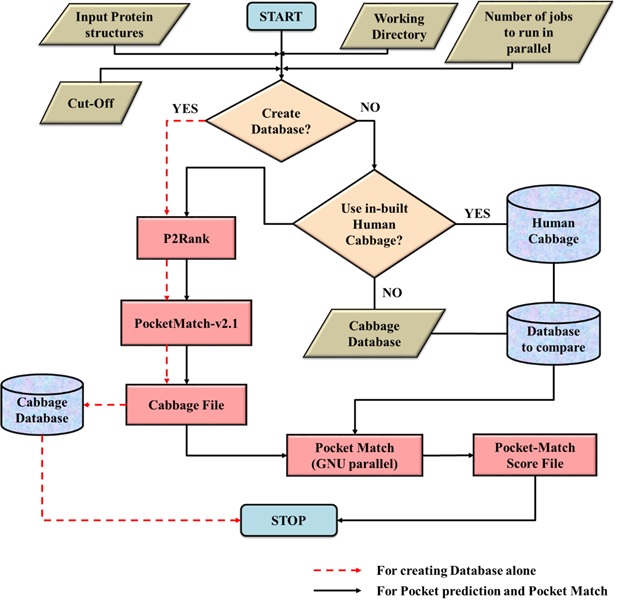 Input Protein
structures
START
Working
Directory
Number of jobs
to run in
parallel
Cut-Off
YES
Create
Database?
NO
P2Rank
Use in-built
Human
Cabbage?
YES
Human
Cabbage
NO
PocketMatch-v2.1
Cabbage
Database
Database
to compare
Cabbage
Database
Cabbage File
Pocket Match
(GNU parallel)
Pocket-Match
Score File
STOP
For creating Database alone
For Pocket prediction and Pocket Match